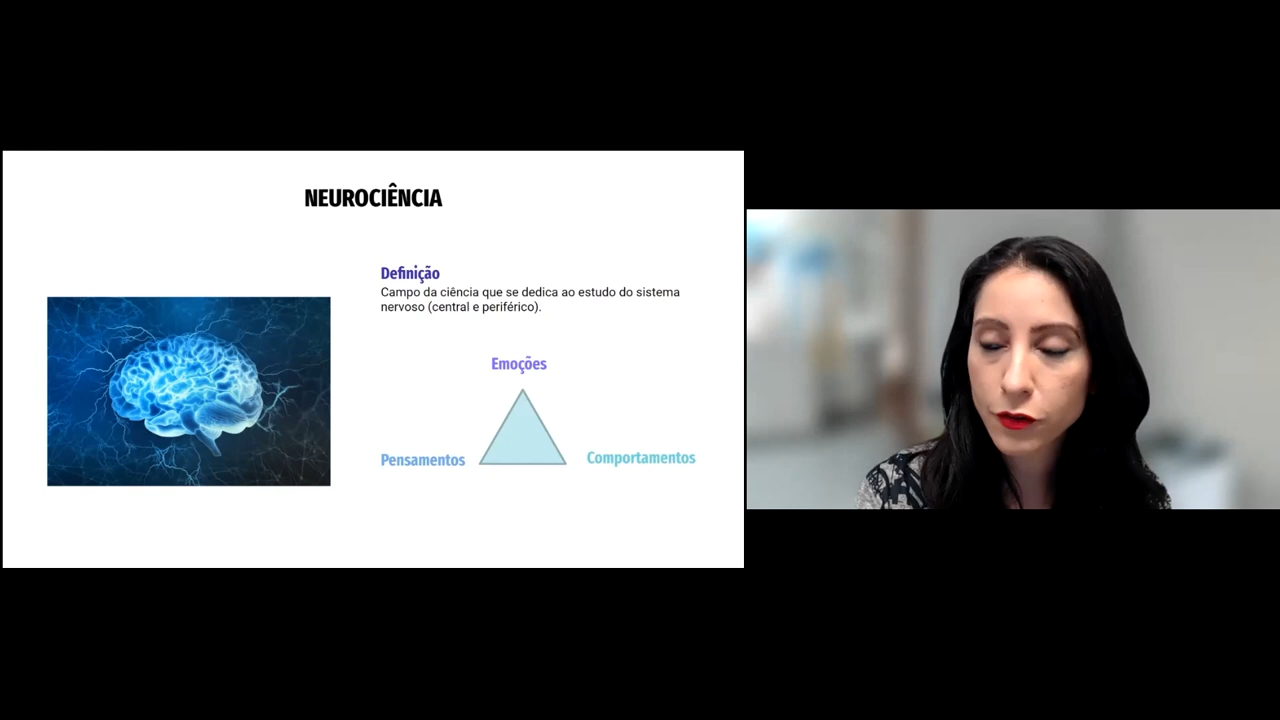 NEUROCIÊNCIA
Definição
Campo da ciência que se dedica ao estudo do sistema
nervoso (central e periférico).
Emoções
Pensamentos
Comportamentos